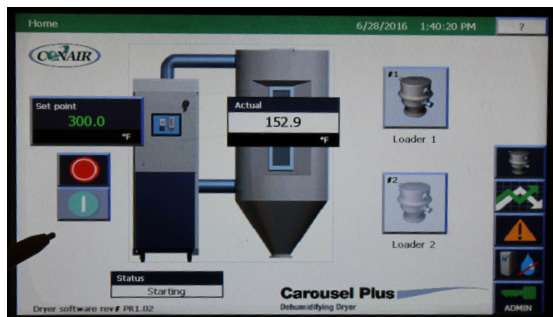 Home 6/28/2016 1:40:20 PM ?
CONAIR
Set point
300.0
°F
Actual
152.9
°F
#1
Loader 1
#2
Loader 2
Status
Starting
Carousel Plus
Dehumidifying Dryer
Dryer software rev# PR1.02
ADMIN